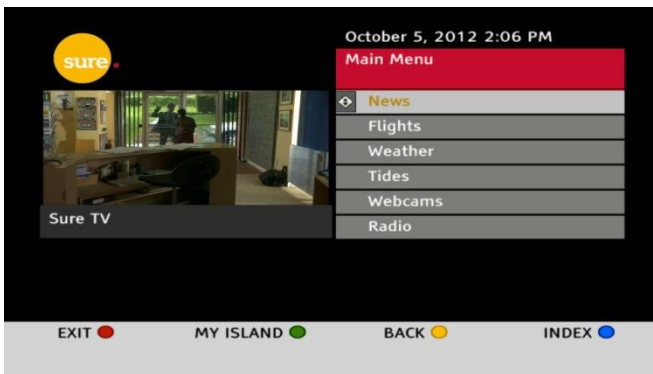 sure.
October 5, 2012 2:06 PM
Main Menu
News
Flights
Weather
Tides
Webcams
Radio
Sure TV
EXIT
MY ISLAND
BACK
INDEX